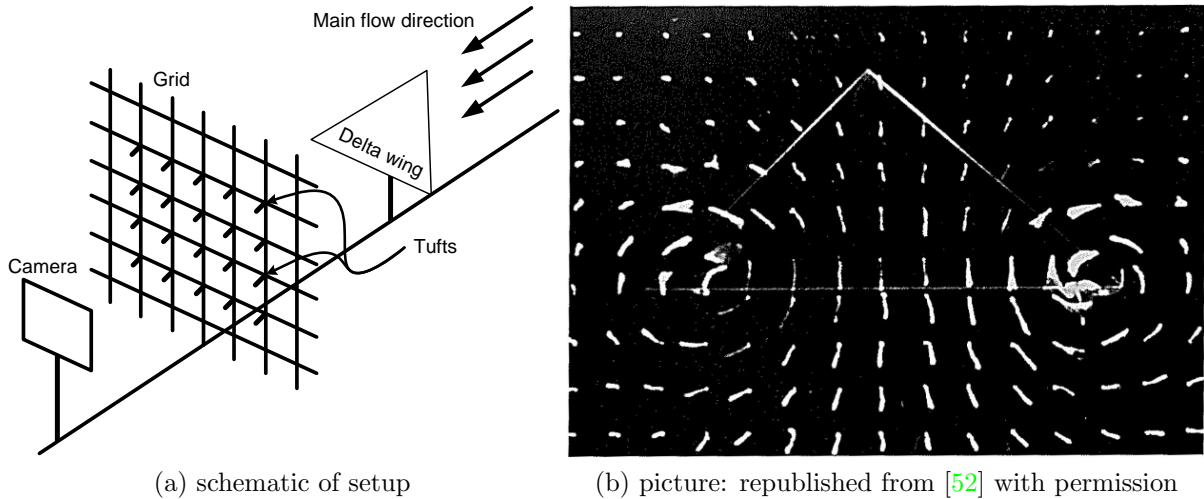 Main flow direction
Grid
Delta wing
Tufts
Camera
(a) schematic of setup
(b) picture: republished from [52] with permission